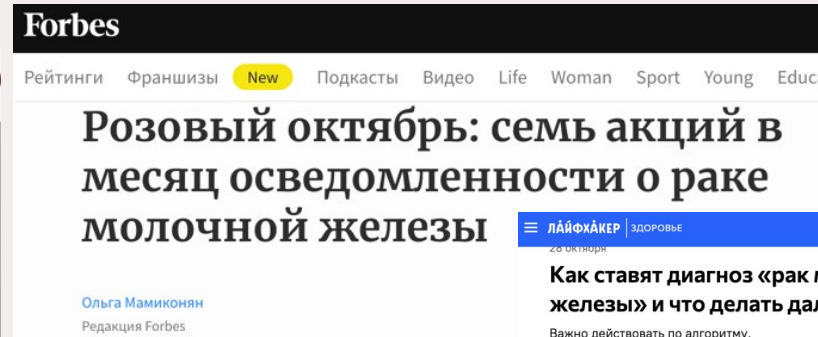 Forbes
Рейтинги Франшизы New Подкасты Видео Life Woman Sport Young
Розовый октябрь: семь акций в
месяц осведомленности о раке
молочной железы
Ольга Мамиконян
Редакция Forbes
ЛАЙФХАКЕР ЗДОРОВЬЕ
28 октября
Как ставят диагноз «рак
железы» и что делать
Важно действовать по алгоритму.